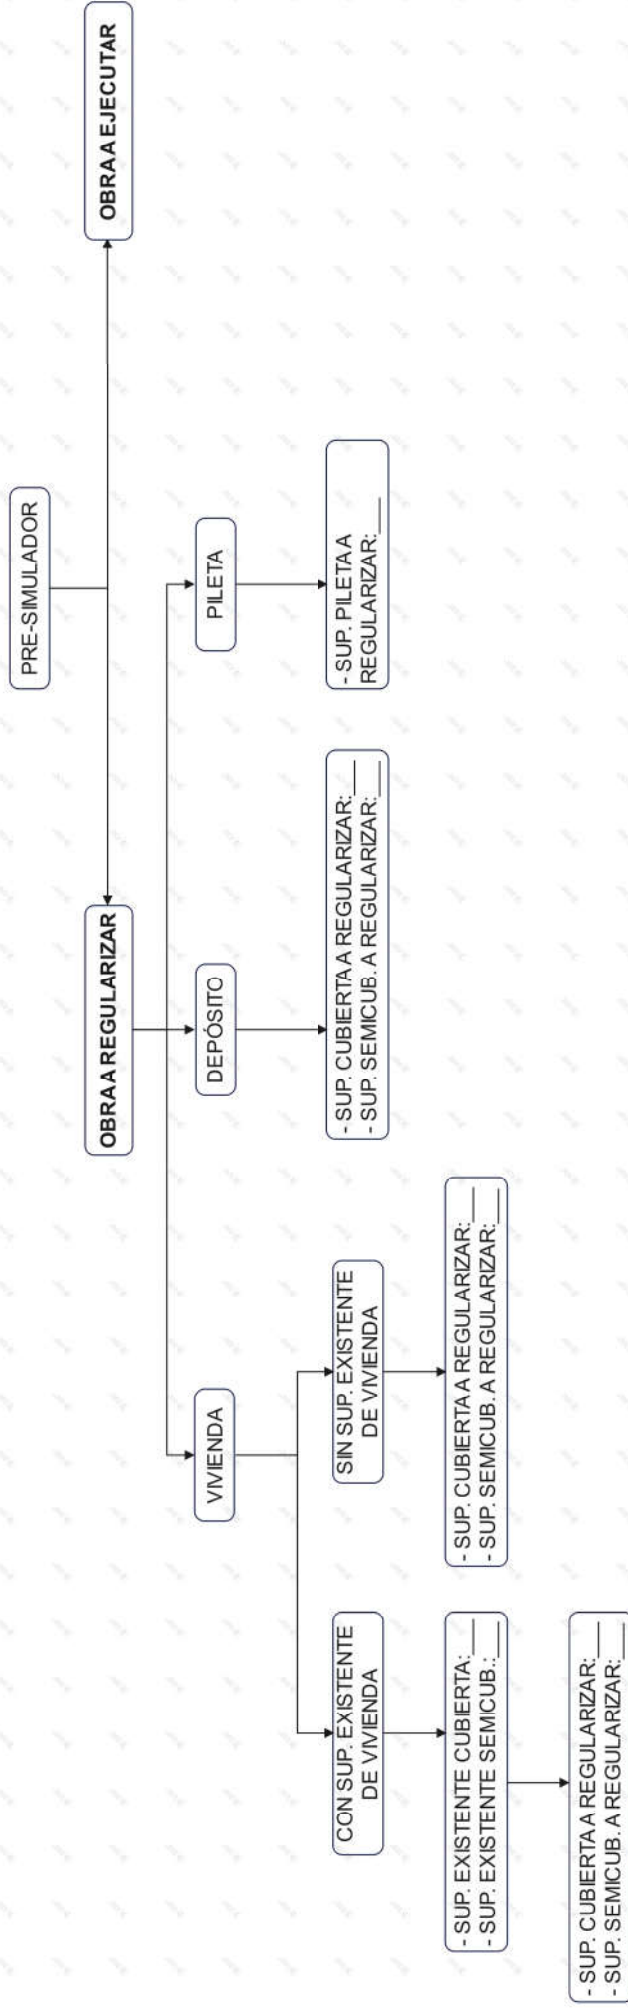 PRE-SIMULADOR
OBRA A REGULARIZAR
OBRA A EJECUTAR
VIVIENDA
DEPÓSITO
PILETA
CON SUP. EXISTENTE
DE VIVIENDA
SIN SUP. EXISTENTE
DE VIVIENDA
- SUP. CUBIERTA A REGULARIZAR:___
- SUP. SEMICUB. A REGULARIZAR:___
- SUP. PILETA A
REGULARIZAR:___
- SUP. EXISTENTE CUBIERTA:___
- SUP. EXISTENTE SEMICUB.:___
- SUP. CUBIERTA A REGULARIZAR:___
- SUP. SEMICUB. A REGULARIZAR:___
- SUP. CUBIERTA A REGULARIZAR:___
- SUP. SEMICUB. A REGULARIZAR:___